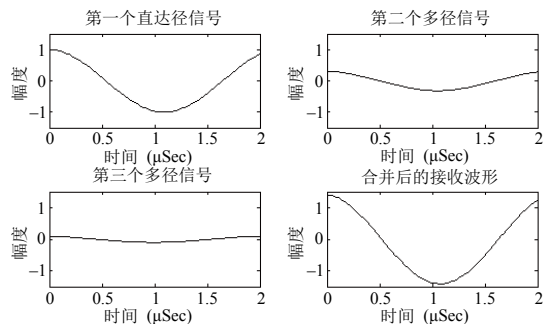 第一个直达径信号
1
0
−1
幅度
0 0.5 1 1.5 2
时间 (μSec)
第二个多径信号
1
0
−1
幅度
0 0.5 1 1.5 2
时间 (μSec)
第三个多径信号
1
0
−1
幅度
0 0.5 1 1.5 2
时间 (μSec)
合并后的接收波形
1
0
−1
幅度
0 0.5 1 1.5 2
时间 (μSec)